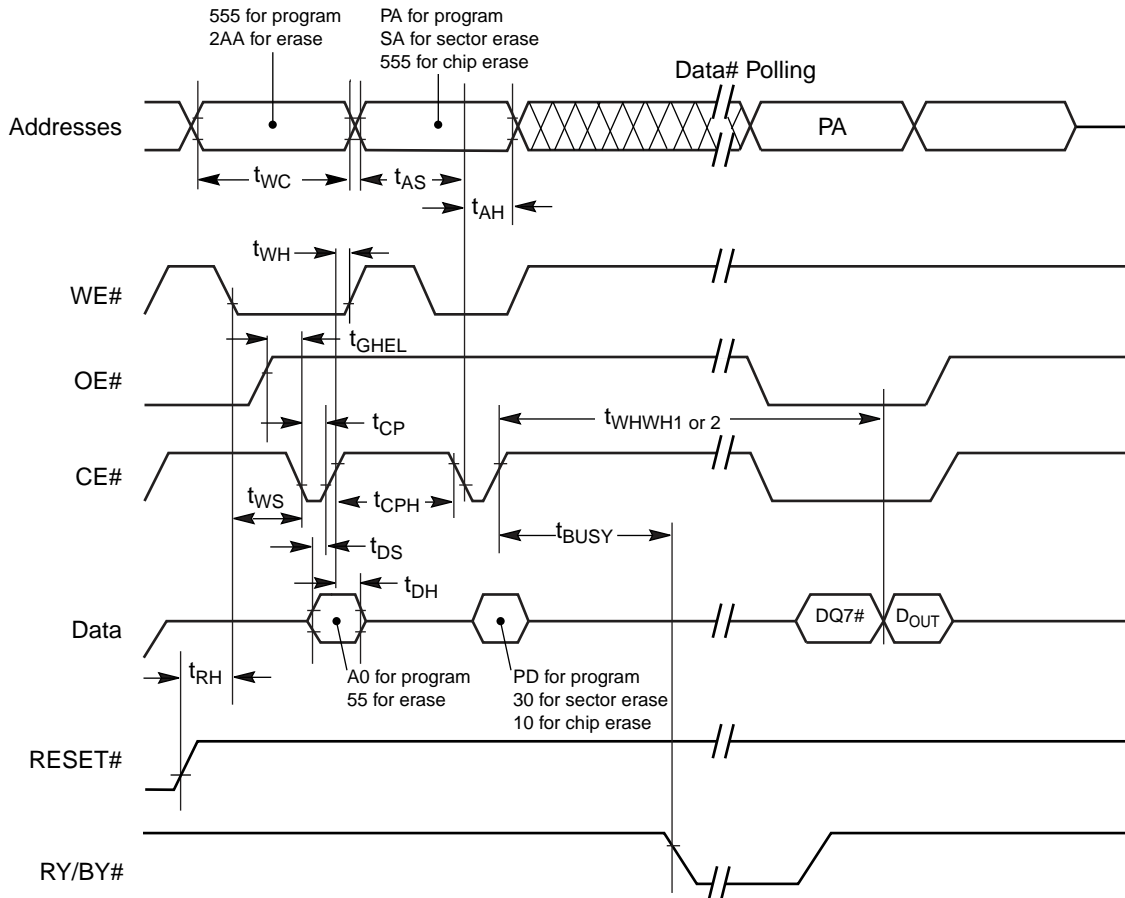 555 for program
2AA for erase
PA for program
SA for sector erase
555 for chip erase
Data# Polling
Addresses
PA
tWC
tAS
tAH
tWH
WE#
tGHEL
OE#
tWHWH1 or 2
tCP
CE#
tWS
tCPH
tBUSY
tDS
tDH
Data
DQ7#
DOUT
tRH
A0 for program
55 for erase
PD for program
30 for sector erase
10 for chip erase
RESET#
RY/BY#